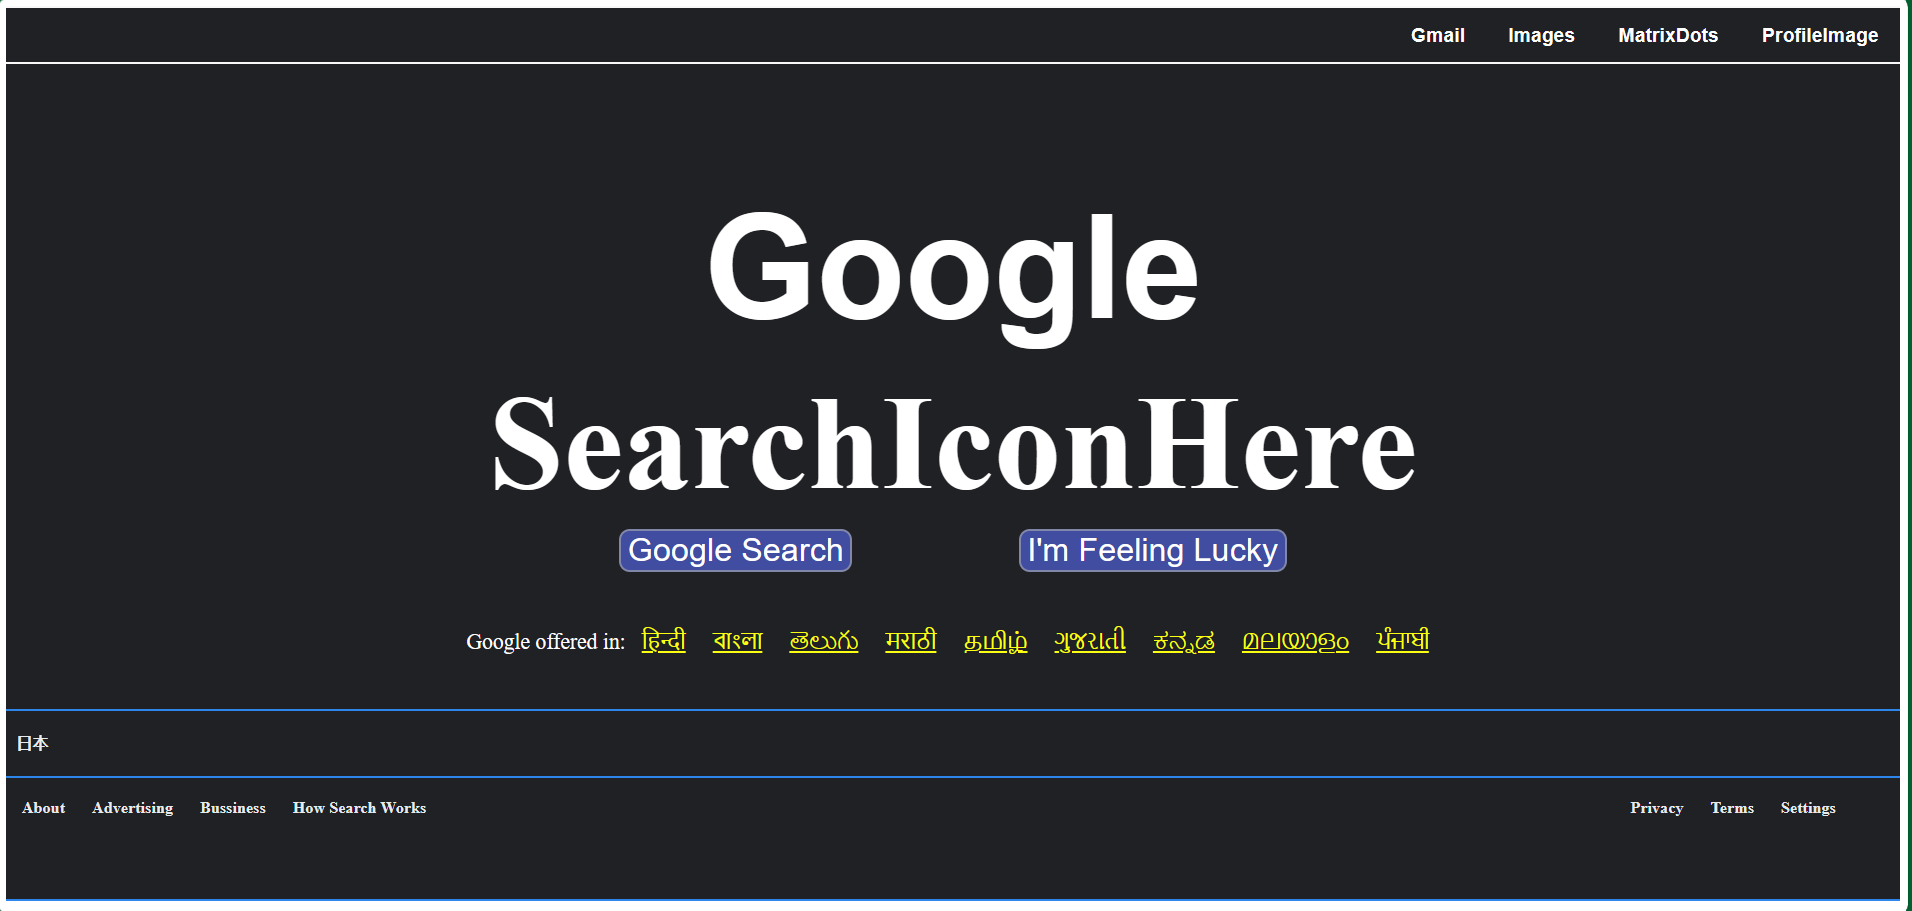 Gmail Images MatrixDots ProfileImage
Google
SearchIconHere
Google Search I'm Feeling Lucky
Google offered in: हिन्दी বাংলা తెలుగు मराठी தமிழ் ગુજરાતી ಕನ್ನಡ മലയാളം ਪੰਜਾਬੀ
日本
About Advertising Bussiness How Search Works Privacy Terms Settings